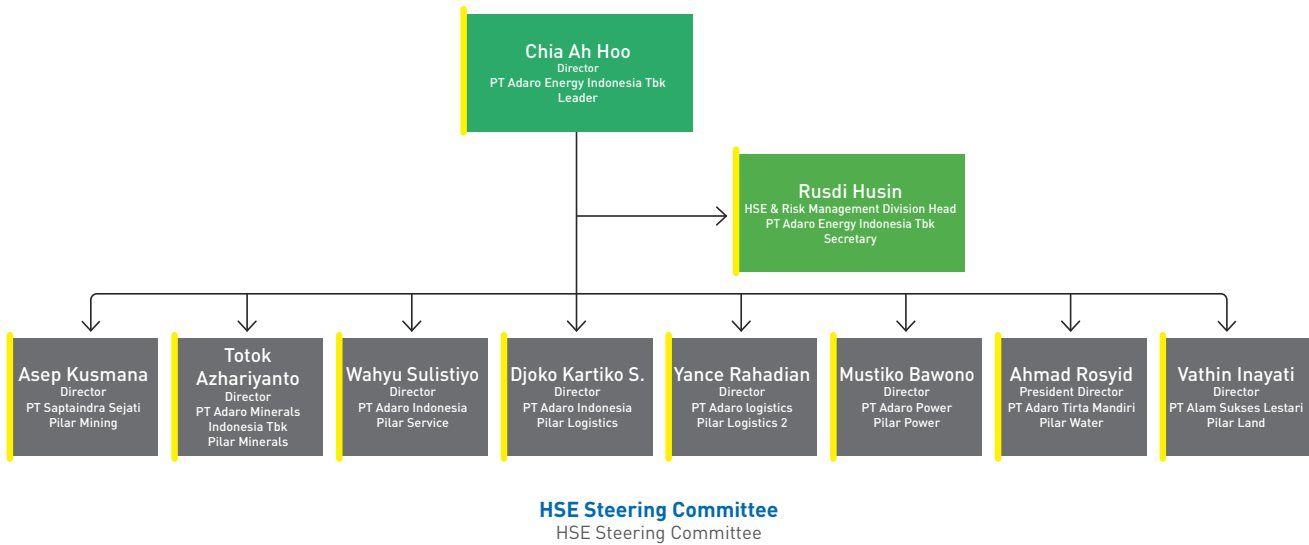 Chia Ah Hoo
Director
PT Adaro Energy Indonesia Tbk
Leader
Rusdi Husin
HSE & Risk Management Division Head
PT Adaro Energy Indonesia Tbk
Secretary
Asep Kusmana
Director
PT Saptaindra Sejati
Pilar Mining
Totok
Azhariyanto
Director
PT Adaro Minerals
Indonesia Tbk
Pilar Minerals
Wahyu Sulistiyo
Director
PT Adaro Indonesia
Pilar Service
Djoko Kartiko S.
Director
PT Adaro Indonesia
Pilar Logistics
Yance Rahadian
Director
PT Adaro logistics
Pilar Logistics 2
Mustiko Bawono
Director
PT Adaro Power
Pilar Power
Ahmad Rosyid
President Director
PT Adaro Tirta Mandiri
Pilar Water
Vathin Inayati
Director
PT Alam Sukses Lestari
Pilar Land
HSE Steering Committee
HSE Steering Committee